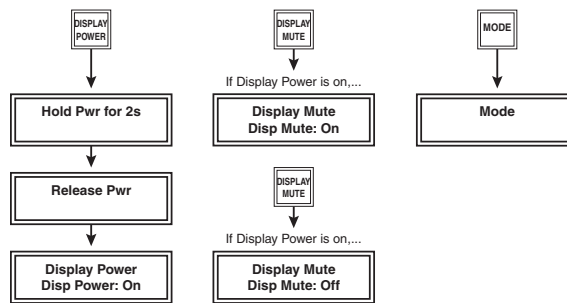 DISPLAY
POWER
Hold Pwr for 2s
Release Pwr
Display Power
Disp Power: On
DISPLAY
MUTE
If Display Power is on,...
Display Mute
Disp Mute: On
DISPLAY
MUTE
If Display Power is on,...
Display Mute
Disp Mute: Off
MODE
Mode